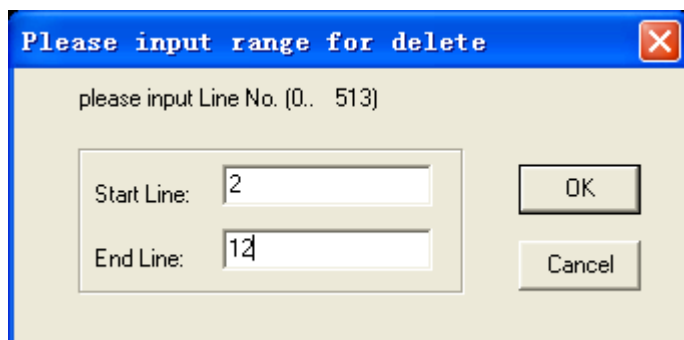 Please input range for delete
please input Line No. (0.. 513)
Start Line: 2
OK
End Line: 12
Cancel